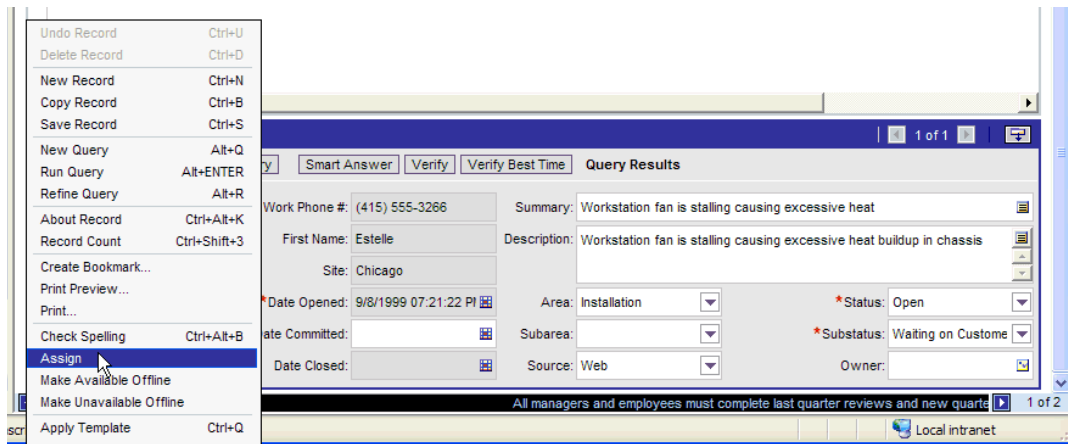 Undo Record Ctrl+U
Delete Record Ctrl+D
New Record Ctrl+N
Copy Record Ctrl+B
Save Record Ctrl+S
New Query Alt+Q
Run Query Alt+ENTER
Refine Query Alt+R
About Record Ctrl+Alt+K
Record Count Ctrl+Shift+3
Create Bookmark...
Print Preview...
Print...
Check Spelling Ctrl+Alt+B
Assign
Make Available Offline
Make Unavailable Offline
Apply Template Ctrl+Q
1 of 1
ry Smart Answer Verify Verify Best Time Query Results
Work Phone #: (415) 555-3266 Summary: Workstation fan is stalling causing excessive heat
First Name: Estelle Description: Workstation fan is stalling causing excessive heat buildup in chassis
Site: Chicago
*Date Opened: 9/8/1999 07:21:22 PM Area: Installation *Status: Open
ate Committed: Subarea: *Substatus: Waiting on Custome
Date Closed: Source: Web Owner:
All managers and employees must complete last quarter reviews and new quarte 1 of 2
scr Local intranet